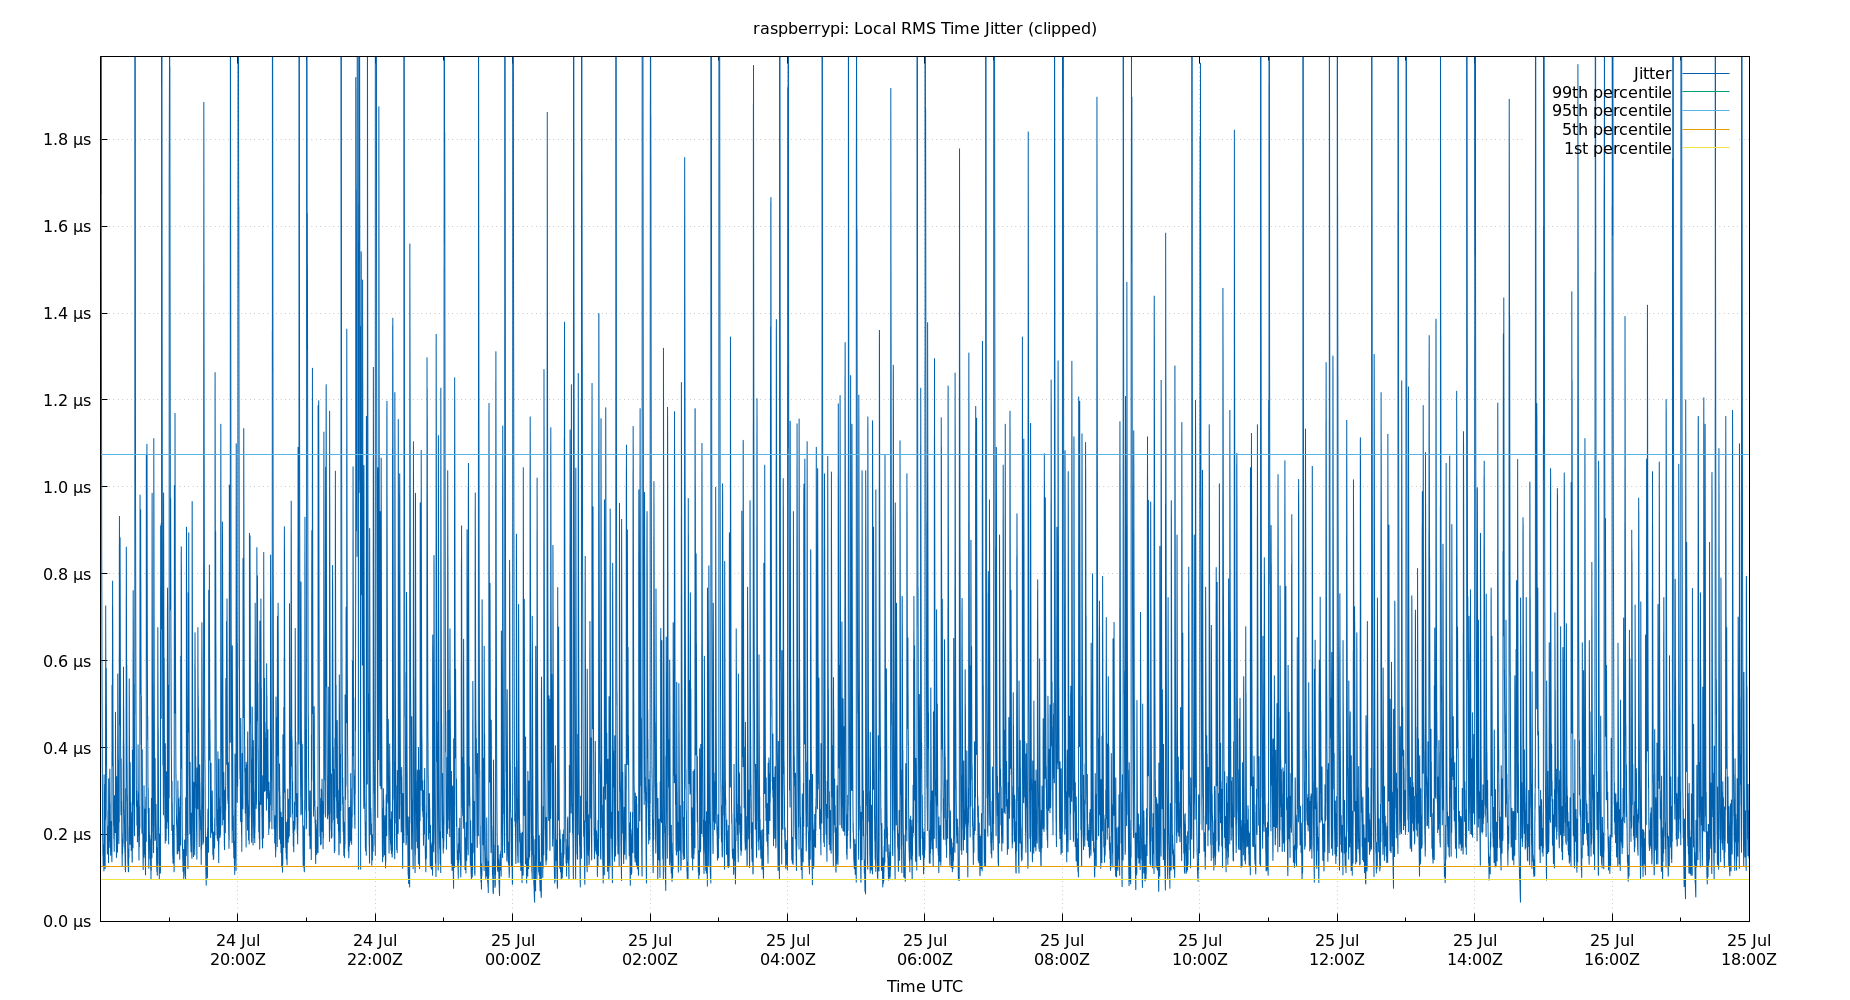 raspberrypi: Local RMS Time Jitter (clipped)
Jitter
99th percentile
95th percentile
5th percentile
1st percentile
1.8 µs
1.6 µs
1.4 µs
1.2 µs
1.0 µs
0.8 µs
0.6 µs
0.4 µs
0.2 µs
0.0 µs
24 Jul 24 Jul 25 Jul 25 Jul 25 Jul 25 Jul 25 Jul 25 Jul 25 Jul 25 Jul 25 Jul 25 Jul
20:00Z 22:00Z 00:00Z 02:00Z 04:00Z 06:00Z 08:00Z 10:00Z 12:00Z 14:00Z 16:00Z 18:00Z
Time UTC